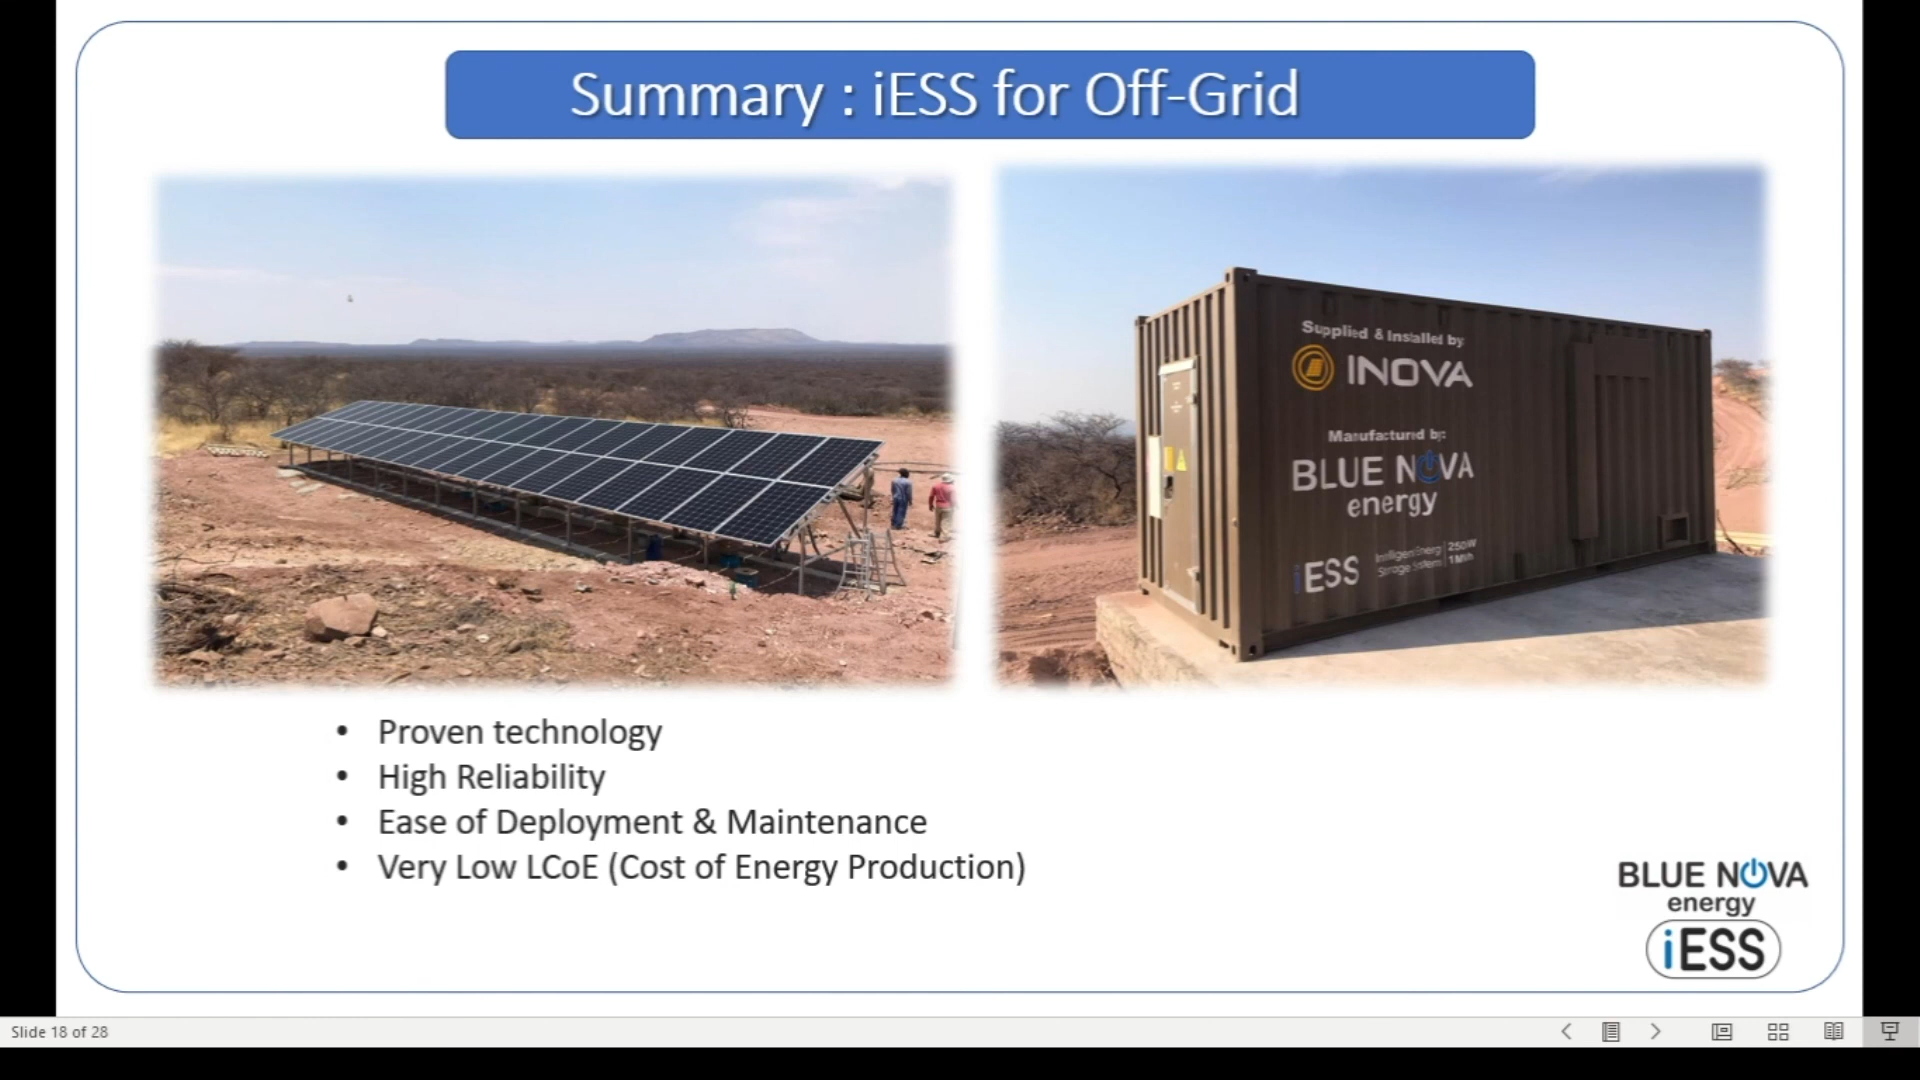 Summary : iESS for Off-Grid
Supplied & Installed by:
INOVA
Manufactured by:
BLUE NOVA
energy
iESS
Intelligent Energy
Storage System
1MWh
• Proven technology
• High Reliability
• Ease of Deployment & Maintenance
• Very Low LCoE (Cost of Energy Production)
BLUE NOVA
energy
iESS
Slide 18 of 28